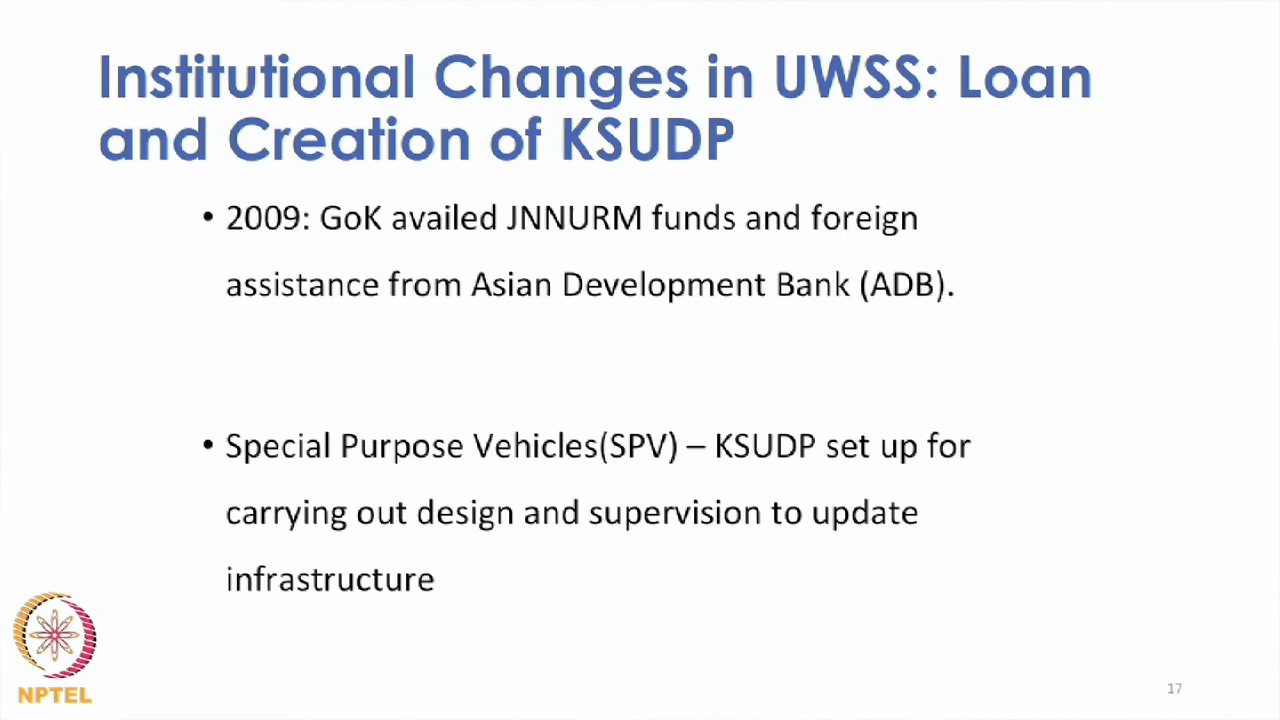 Institutional Changes in UWSS: Loan
and Creation of KSUDP
• 2009: GoK availed JNNURM funds and foreign
assistance from Asian Development Bank (ADB).
• Special Purpose Vehicles(SPV) – KSUDP set up for
carrying out design and supervision to update
infrastructure
NPTEL
17